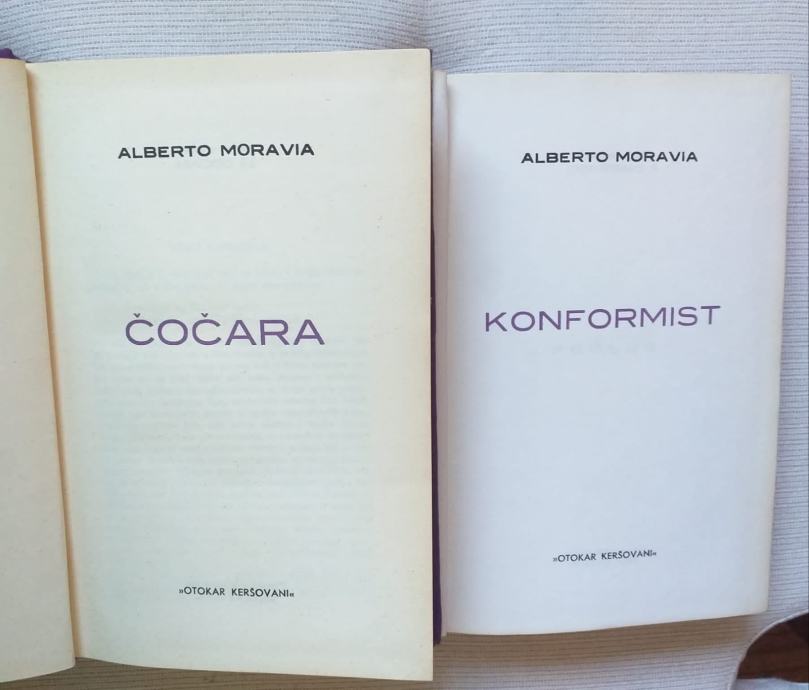 ALBERTO MORAVIA
ČOČARA
»OTOKAR KERŠOVANI«
ALBERTO MORAVIA
KONFORMIST
»OTOKAR KERŠOVANI«